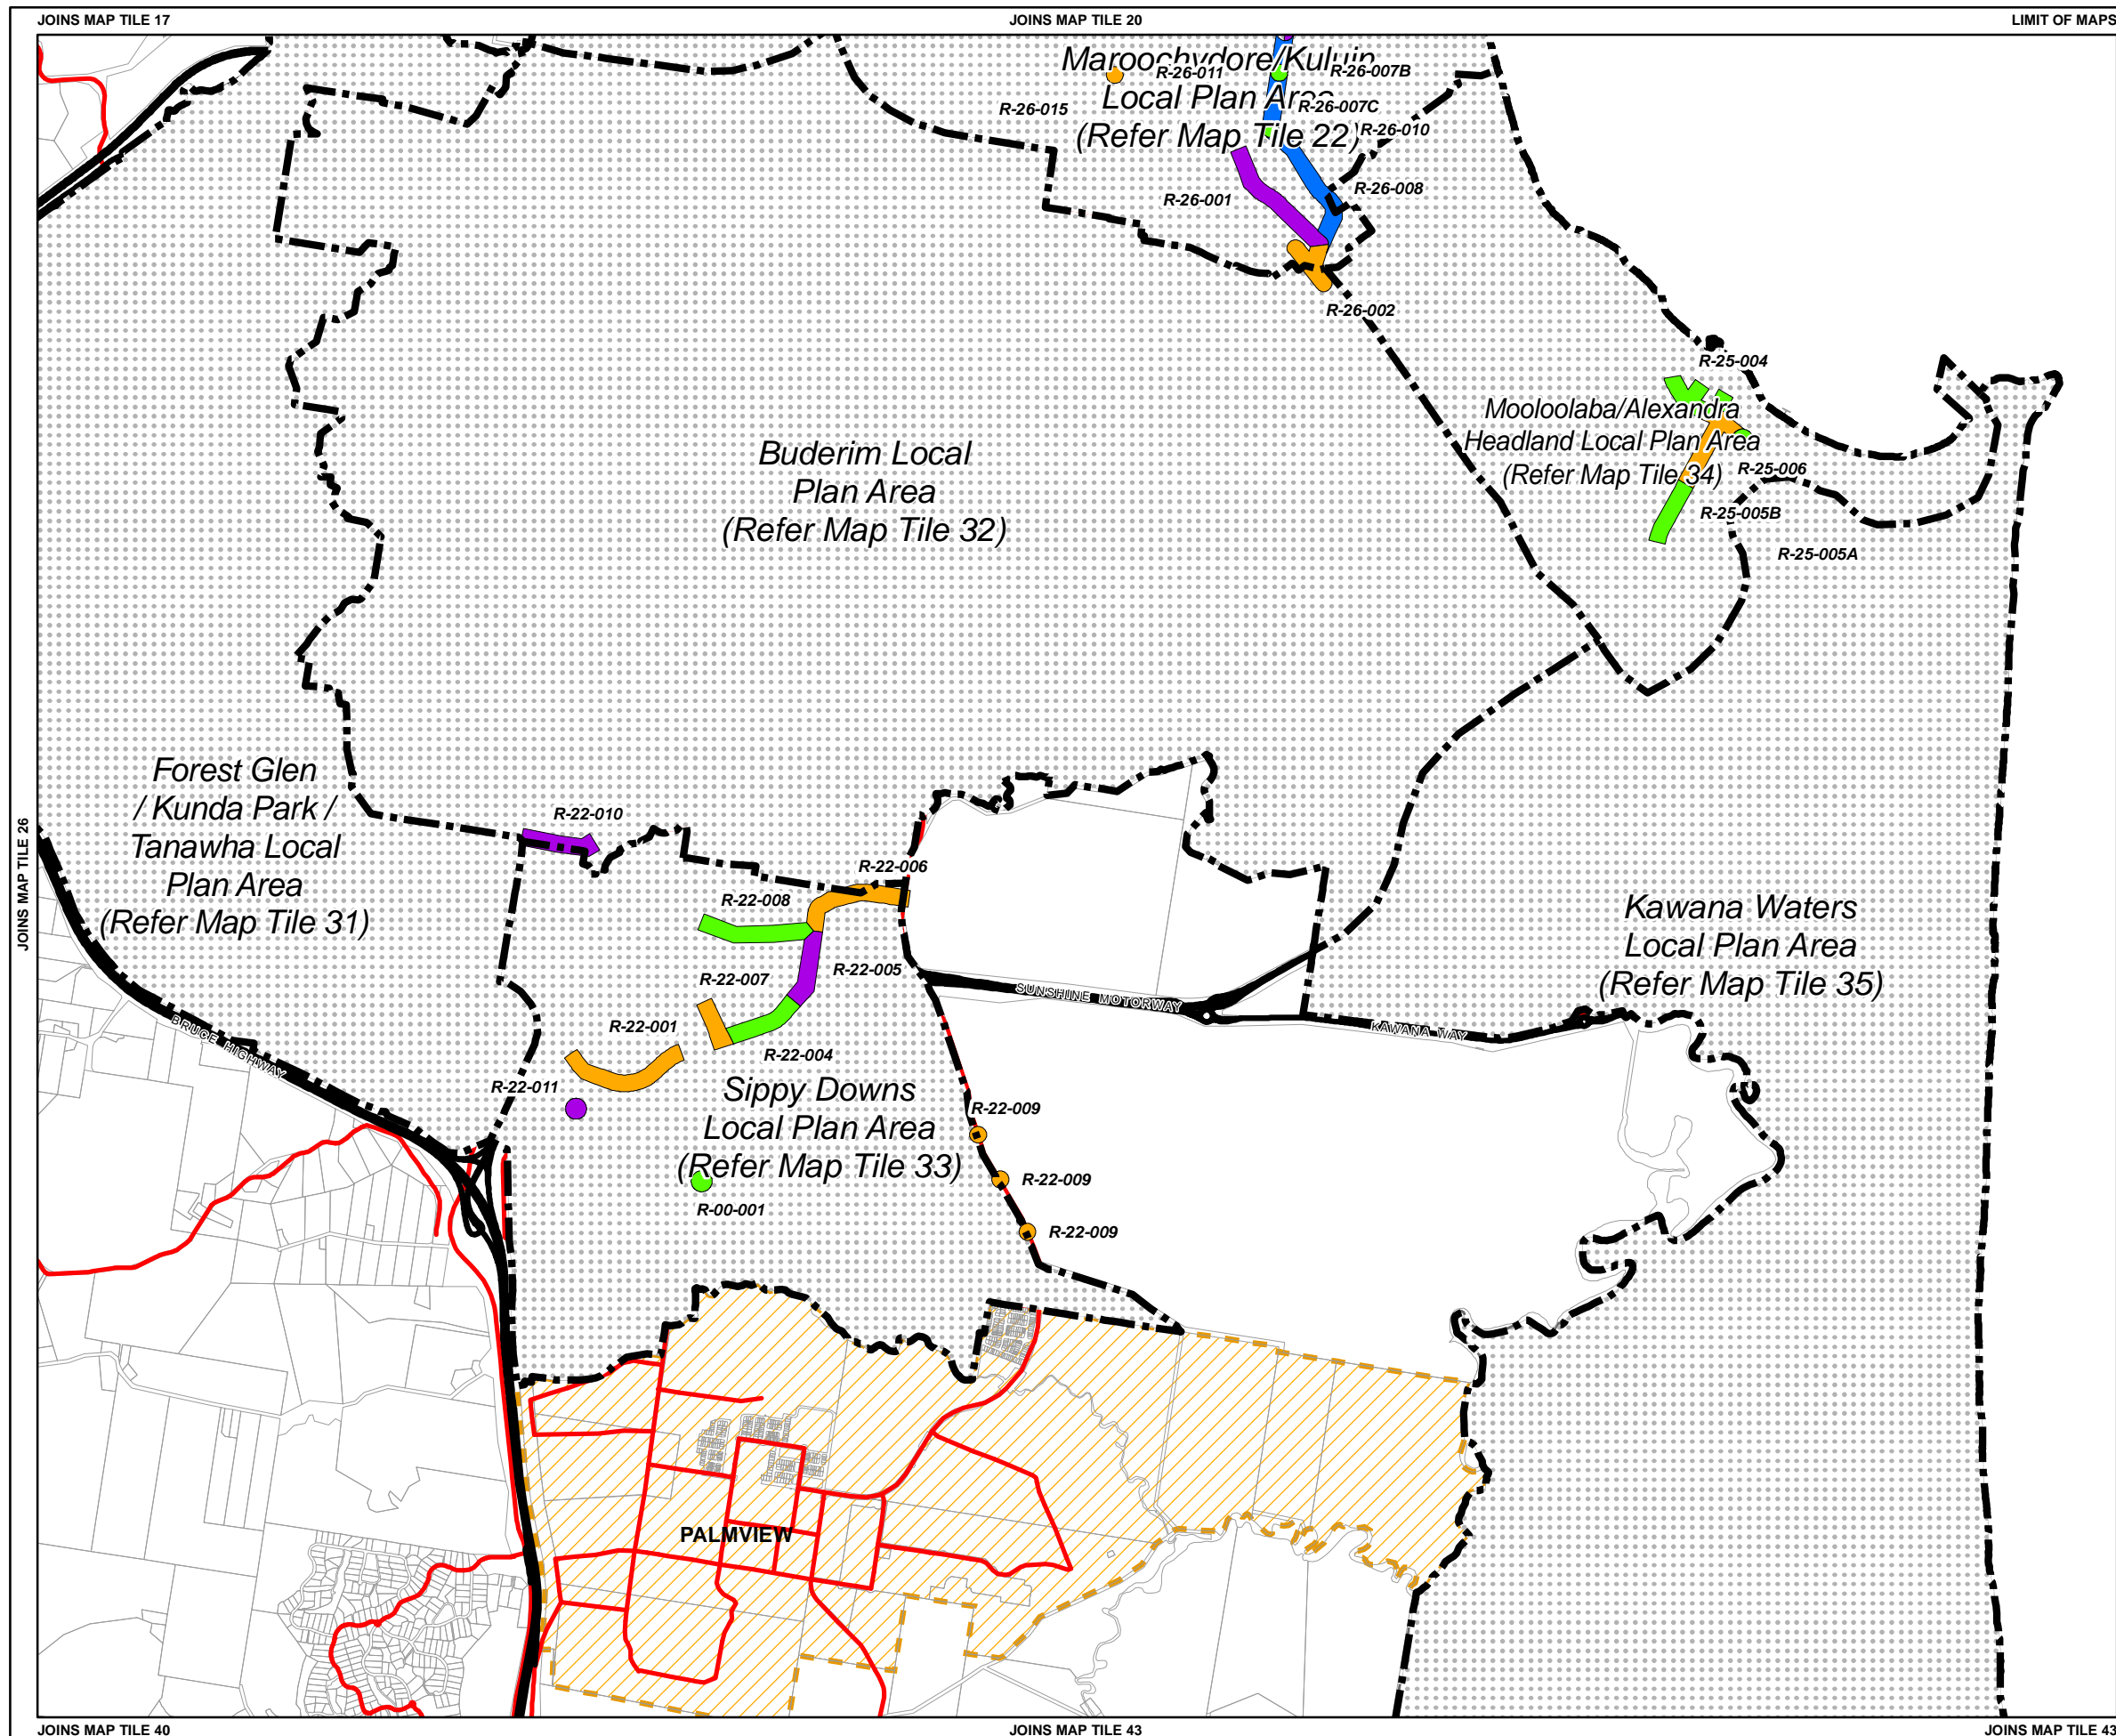 JOINS MAP TILE 17
JOINS MAP TILE 20
LIMIT OF MAPS
Maroochydore/Kuluin
Local Plan Area
(Refer Map Tile 22)
R-26-011
R-26-007B
R-26-015
R-26-007C
R-26-010
R-26-008
R-26-001
R-26-002
R-25-004
Mooloolaba/Alexandra
Headland Local Plan Area
(Refer Map Tile 34)
R-25-006
R-25-005B
R-25-005A
Buderim Local
Plan Area
(Refer Map Tile 32)
Forest Glen
/ Kunda Park /
Tanawha Local
Plan Area
(Refer Map Tile 31)
JOINS MAP TILE 26
R-22-010
R-22-006
R-22-008
R-22-005
R-22-007
R-22-001
R-22-004
R-22-011
Kawana Waters
Local Plan Area
(Refer Map Tile 35)
SUNSHINE MOTORWAY
KAWANA WAY
BRUCE HIGHWAY
Sippy Downs
Local Plan Area
(Refer Map Tile 33)
R-22-009
R-22-009
R-22-009
R-00-001
PALMVIEW
JOINS MAP TILE 40
JOINS MAP TILE 43
JOINS MAP TILE 43